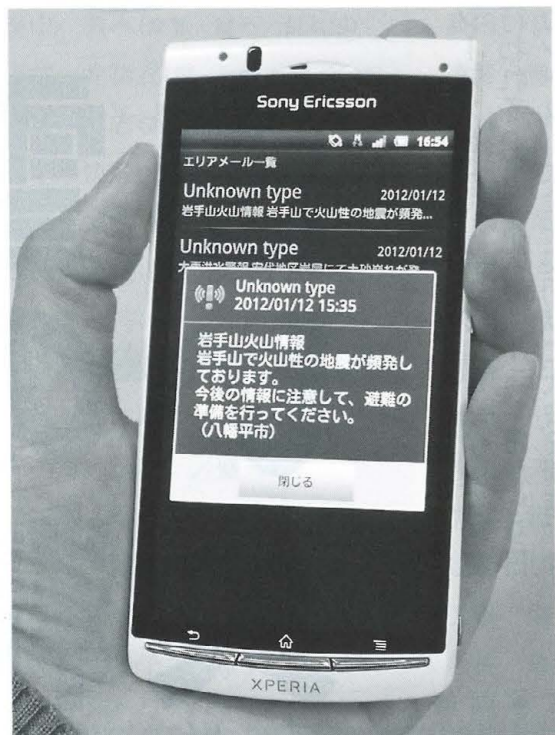 Sony Ericsson
16:54
エリアメール一覧
Unknown type 2012/01/12
岩手山火山情報 岩手山で火山性の地震が頻発...
Unknown type 2012/01/12
Unknown type
2012/01/12 15:35
岩手山火山情報
岩手山で火山性の地震が頻発し
ております。
今後の情報に注意して、避難の
準備を行ってください。
(八幡平市)
閉じる
XPERIA